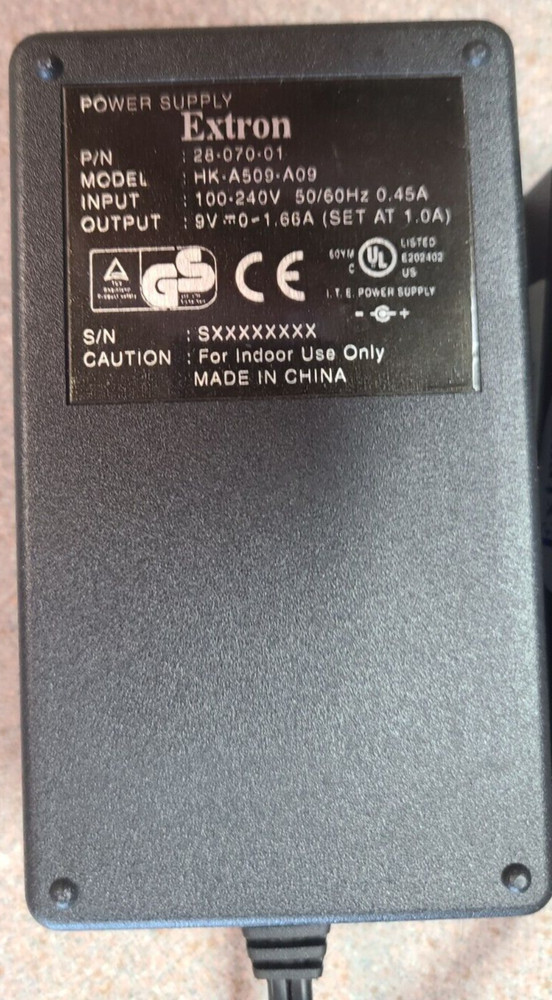 POWER SUPPLY
Extron
P/N : 28-070-01
MODEL : HK-A509-A09
INPUT : 100-240V 50/60Hz 0.45A
OUTPUT : 9V ⎓0-1.66A (SET AT 1.0A)
GS
CE
60YM
C UL US
LISTED
E202402
I.T.E. POWER SUPPLY
- +
S/N : SXXXXXXXX
CAUTION : For Indoor Use Only
MADE IN CHINA